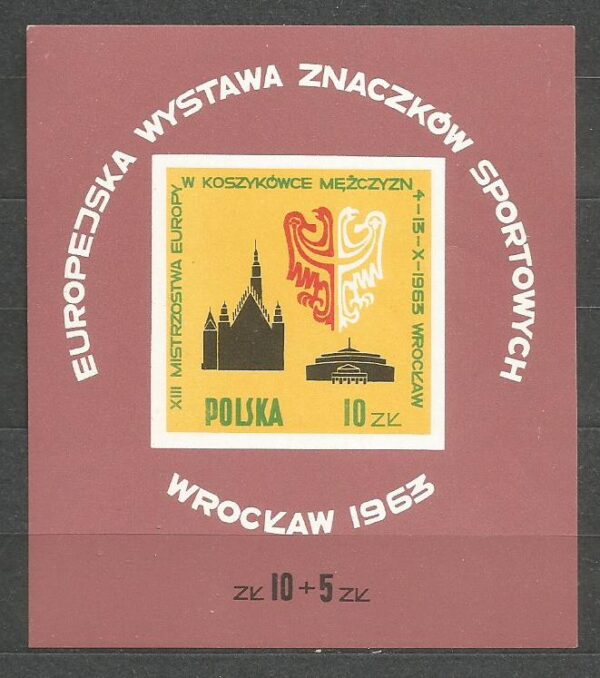 EUROPEJSKA WYSTAWA ZNACZKÓW SPORTOWYCH
XIII MISTRZOSTWA EUROPY
W KOSZYKÓWCE MĘŻCZYZN
4-13-X-1963 WROCŁAW
POLSKA 10 ZŁ
WROCŁAW 1963
ZŁ 10+5 ZŁ